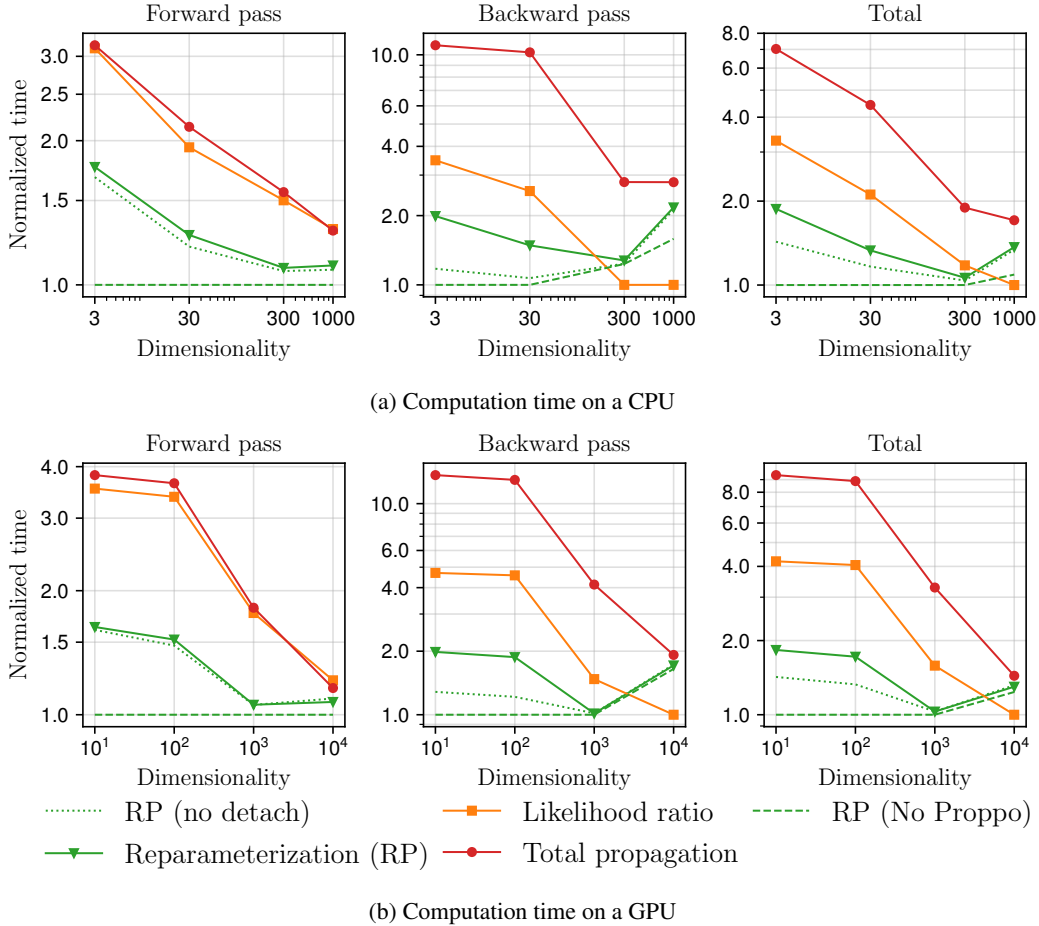 Forward pass
Backward pass
Total
Normalized time
3.0
2.5
2.0
1.5
1.0
10.0
6.0
4.0
2.0
1.0
8.0
6.0
4.0
2.0
1.0
3 30 300 1000
3 30 300 1000
3 30 300 1000
Dimensionality
Dimensionality
Dimensionality
(a) Computation time on a CPU
Forward pass
Backward pass
Total
Normalized time
4.0
3.0
2.0
1.5
1.0
10.0
6.0
4.0
2.0
1.0
8.0
6.0
4.0
2.0
1.0
10¹ 10² 10³ 10⁴
10¹ 10² 10³ 10⁴
10¹ 10² 10³ 10⁴
Dimensionality
Dimensionality
Dimensionality
RP (no detach)
Likelihood ratio
RP (No Proppo)
Reparameterization (RP)
Total propagation
(b) Computation time on a GPU